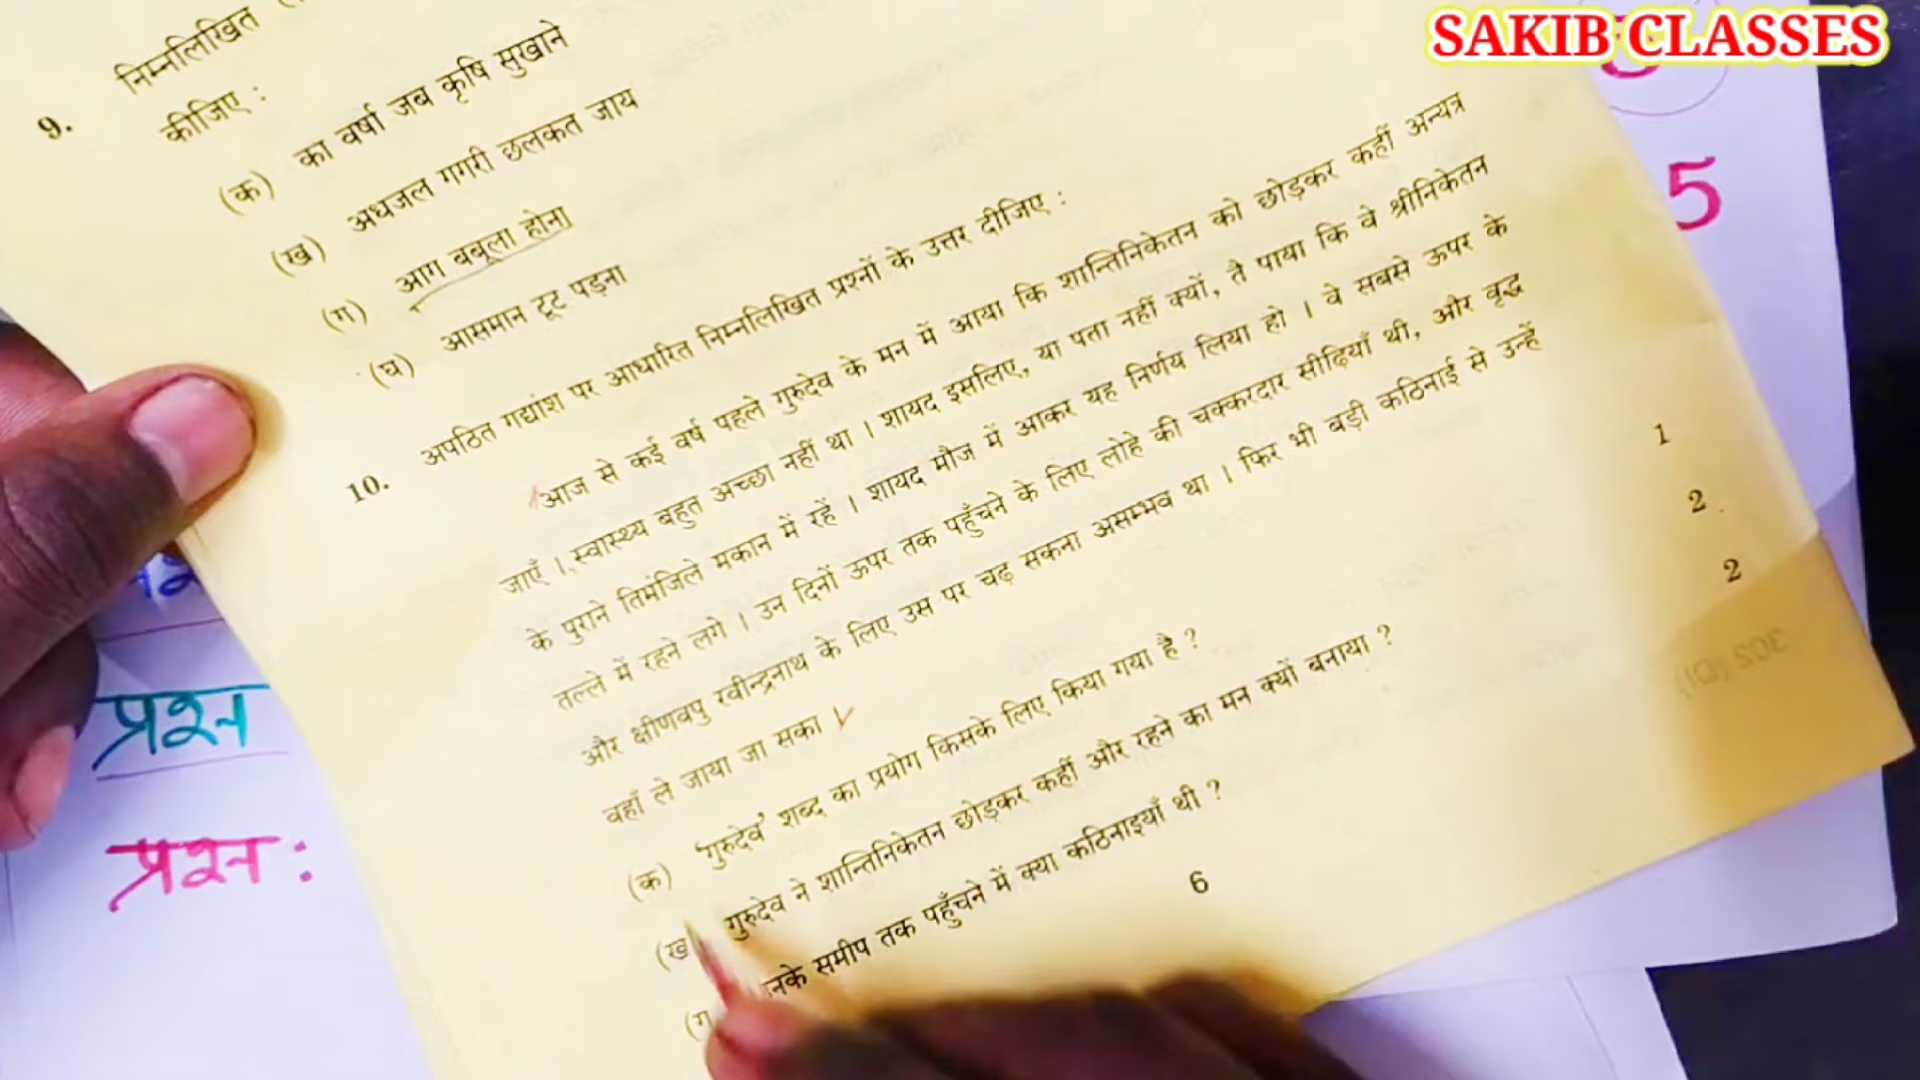 SAKIB CLASSES
5
9. निम्नलिखित
कीजिए :
(क) का वर्षा जब कृषि सुखाने
(ख) अधजल गगरी छलकत जाय
(ग) आग बबूला होना
(घ) आसमान टूट पड़ना
10. अपठित गद्यांश पर आधारित निम्नलिखित प्रश्नों के उत्तर दीजिए :
आज से कई वर्ष पहले गुरुदेव के मन में आया कि शान्तिनिकेतन को छोड़कर कहीं अन्यत्र
जाएँ । स्वास्थ्य बहुत अच्छा नहीं था । शायद इसलिए, या पता नहीं क्यों, तै पाया कि वे श्रीनिकेतन
के पुराने तिमंजिले मकान में रहें । शायद मौज में आकर यह निर्णय लिया हो । वे सबसे ऊपर के
तल्ले में रहने लगे । उन दिनों ऊपर तक पहुँचने के लिए लोहे की चक्करदार सीढ़ियाँ थी, और वृद्ध
और क्षीणवपु रवीन्द्रनाथ के लिए उस पर चढ़ सकना असम्भव था । फिर भी बड़ी कठिनाई से उन्हें
वहाँ ले जाया जा सका ।
(क) 'गुरुदेव' शब्द का प्रयोग किसके लिए किया गया है ? 1
(ख) गुरुदेव ने शान्तिनिकेतन छोड़कर कहीं और रहने का मन क्यों बनाया ? 2
(ग) उनके समीप तक पहुँचने में क्या कठिनाइयाँ थी ? 2
6
प्रश्न
प्रश्न :